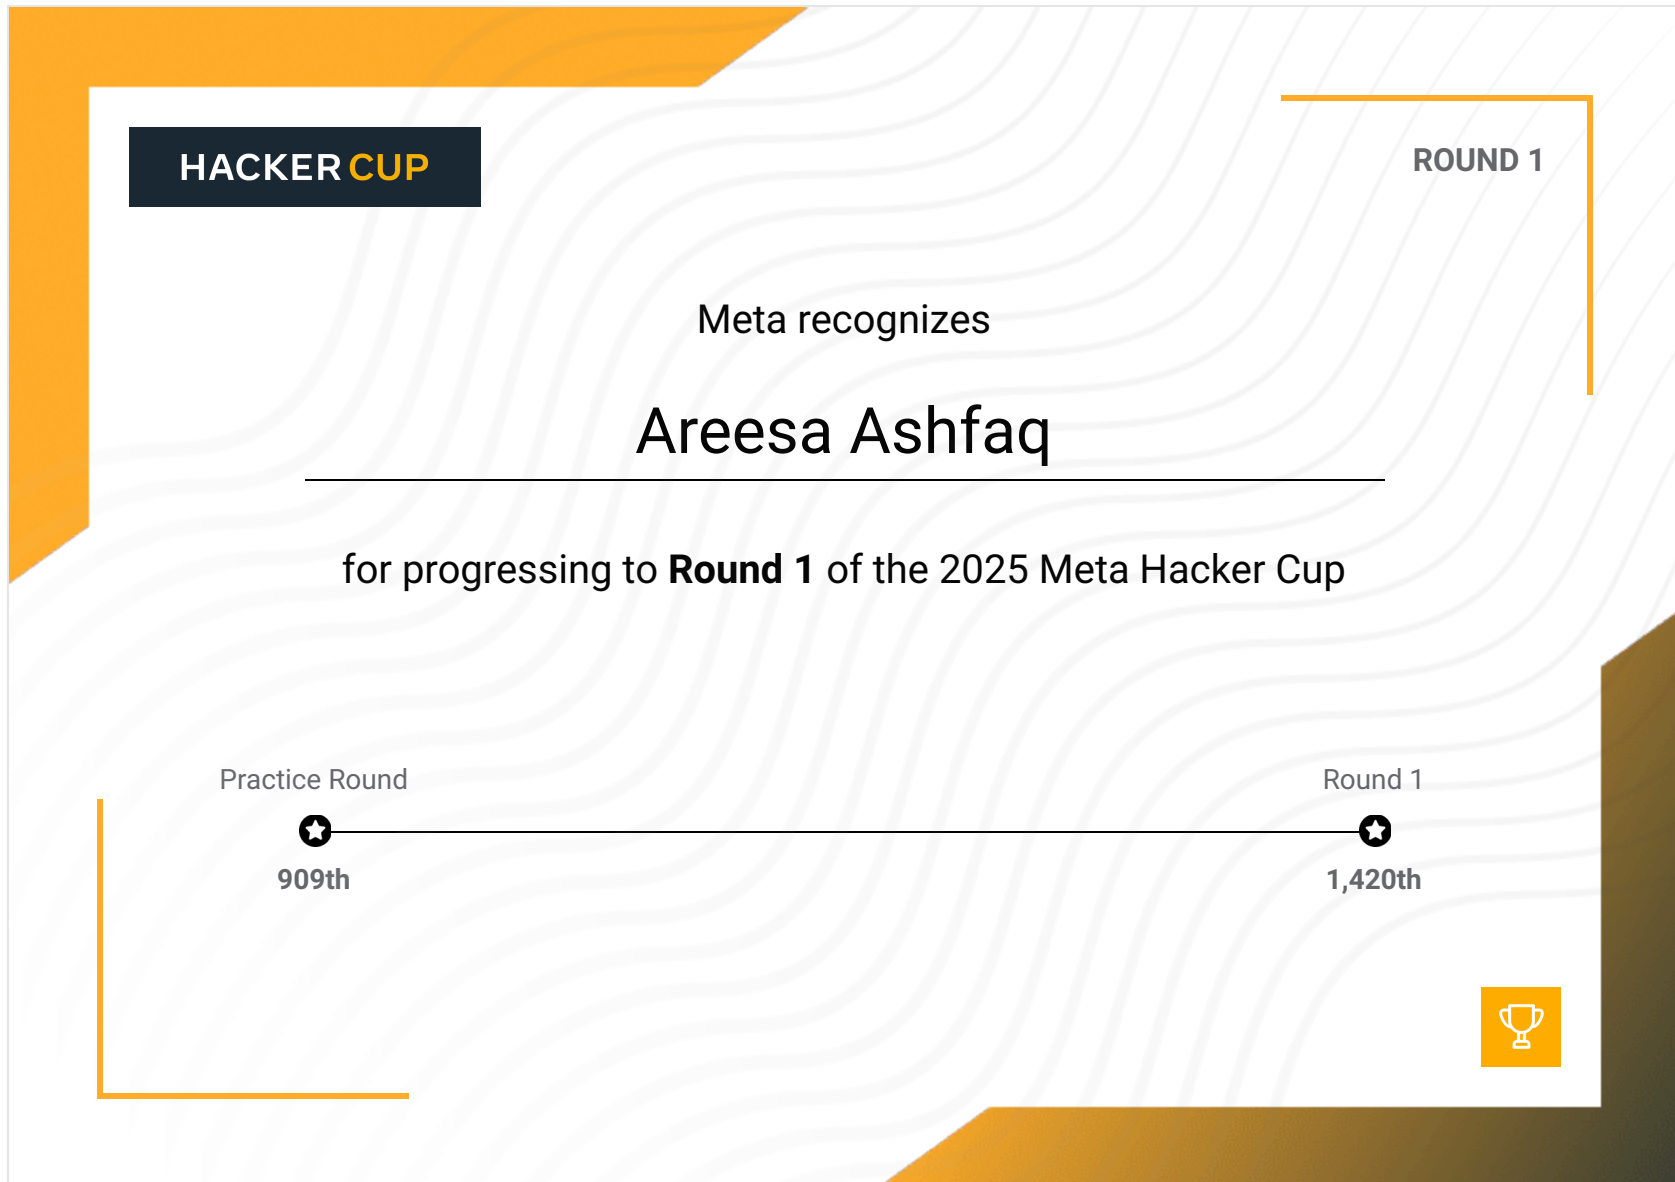 HACKER CUP
ROUND 1
Meta recognizes
Areesa Ashfaq
for progressing to Round 1 of the 2025 Meta Hacker Cup
Practice Round
Round 1
909th
1,420th